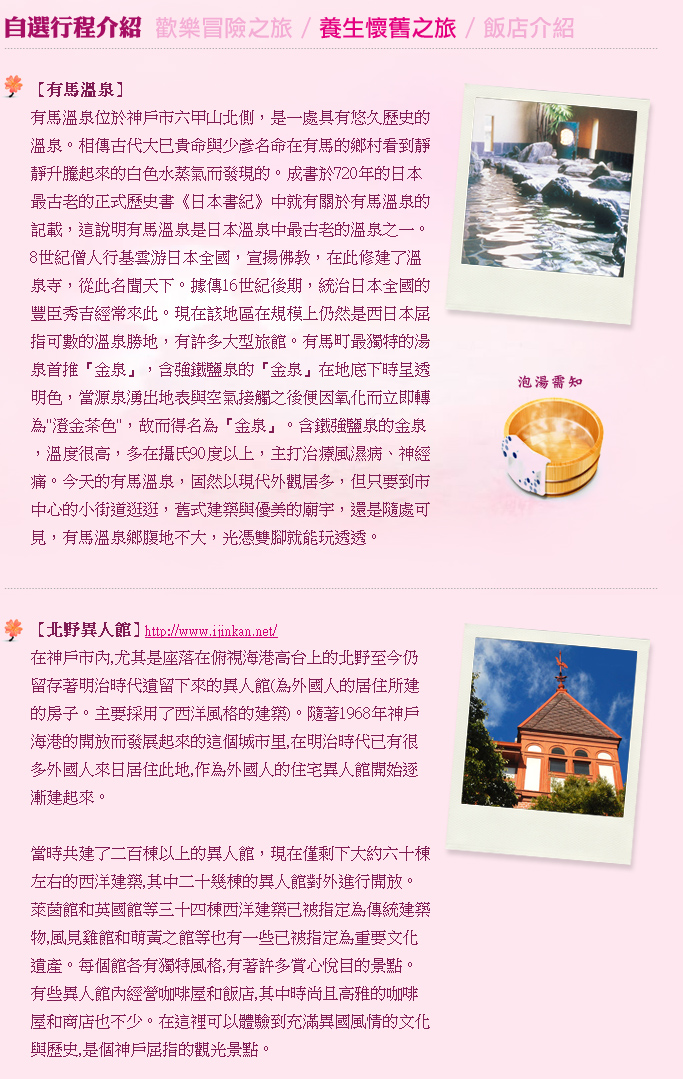 自選行程介紹 歡樂冒險之旅 / 養生懷舊之旅 / 飯店介紹
［有馬溫泉］
有馬溫泉位於神戶市六甲山北側，是一處具有悠久歷史的
溫泉。相傳古代大巳貴命與少彥名命在有馬的鄉村看到靜
靜升騰起來的白色水蒸氣而發現的。成書於720年的日本
最古老的正式歷史書《日本書紀》中就有關於有馬溫泉的
記載，這說明有馬溫泉是日本溫泉中最古老的溫泉之一。
8世紀僧人行基雲游日本全國，宣揚佛教，在此修建了溫
泉寺，從此名聞天下。據傳16世紀後期，統治日本全國的
豐臣秀吉經常來此。現在該地區在規模上仍然是西日本屈
指可數的溫泉勝地，有許多大型旅館。有馬町最獨特的湯
泉首推『金泉』，含強鐵鹽泉的『金泉』在地底下時呈透
明色，當源泉湧出地表與空氣接觸之後便因氧化而立即轉
為"澄金茶色"，故而得名為『金泉』。含鐵強鹽泉的金泉
，溫度很高，多在攝氏90度以上，主打治療風濕病、神經
痛。今天的有馬溫泉，固然以現代外觀居多，但只要到市
中心的小街道逛逛，舊式建築與優美的廟宇，還是隨處可
見，有馬溫泉鄉腹地不大，光憑雙腳就能玩透透。
泡湯需知
［北野異人館］http://www.ijinkan.net/
在神戶市內,尤其是座落在俯視海港高台上的北野至今仍
留存著明治時代遺留下來的異人館(為外國人的居住所建
的房子。主要採用了西洋風格的建築)。隨著1968年神戶
海港的開放而發展起來的這個城市里,在明治時代已有很
多外國人來日居住此地,作為外國人的住宅異人館開始逐
漸建起來。
當時共建了二百棟以上的異人館，現在僅剩下大約六十棟
左右的西洋建築,其中二十幾棟的異人館對外進行開放。
萊茵館和英國館等三十四棟西洋建築已被指定為傳統建築
物,風見雞館和萌黃之館等也有一些已被指定為重要文化
遺產。每個館各有獨特風格,有著許多賞心悅目的景點。
有些異人館內經營咖啡屋和飯店,其中時尚且高雅的咖啡
屋和商店也不少。在這裡可以體驗到充滿異國風情的文化
與歷史,是個神戶屈指的觀光景點。